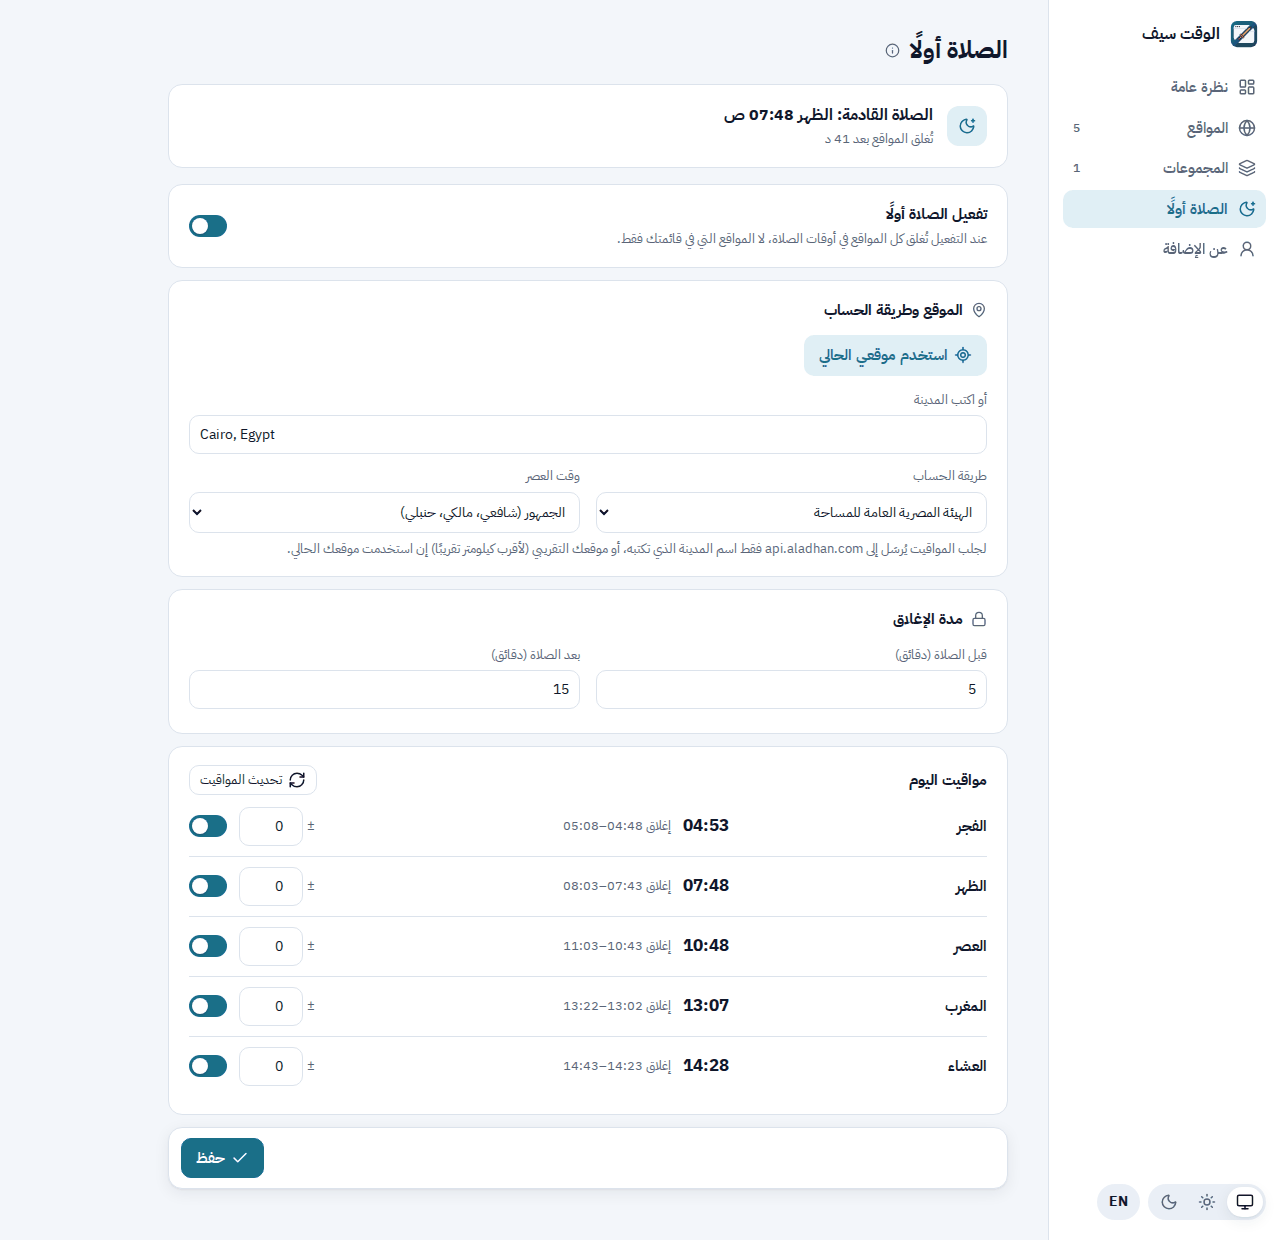 الوقت سيف
نظرة عامة
المواقع 5
المجموعات 1
الصلاة أولًا
عن الإضافة
EN
الصلاة أولًا
الصلاة القادمة: الظهر 07:48 ص
تُغلق المواقع بعد 41 د
تفعيل الصلاة أولًا
عند التفعيل تُغلق كل المواقع في أوقات الصلاة، لا المواقع التي في قائمتك فقط.
الموقع وطريقة الحساب
استخدم موقعي الحالي
أو اكتب المدينة
Cairo, Egypt
طريقة الحساب
الهيئة المصرية العامة للمساحة
وقت العصر
الجمهور (شافعي، مالكي، حنبلي)
لجلب المواقيت يُرسَل إلى api.aladhan.com فقط اسم المدينة الذي تكتبه، أو موقعك التقريبي (لأقرب كيلومتر تقريبًا) إن استخدمت موقعك الحالي.
مدة الإغلاق
قبل الصلاة (دقائق)
5
بعد الصلاة (دقائق)
15
مواقيت اليوم
تحديث المواقيت
الفجر 04:53 إغلاق 04:48–05:08 ± 0
الظهر 07:48 إغلاق 07:43–08:03 ± 0
العصر 10:48 إغلاق 10:43–11:03 ± 0
المغرب 13:07 إغلاق 13:02–13:22 ± 0
العشاء 14:28 إغلاق 14:23–14:43 ± 0
حفظ